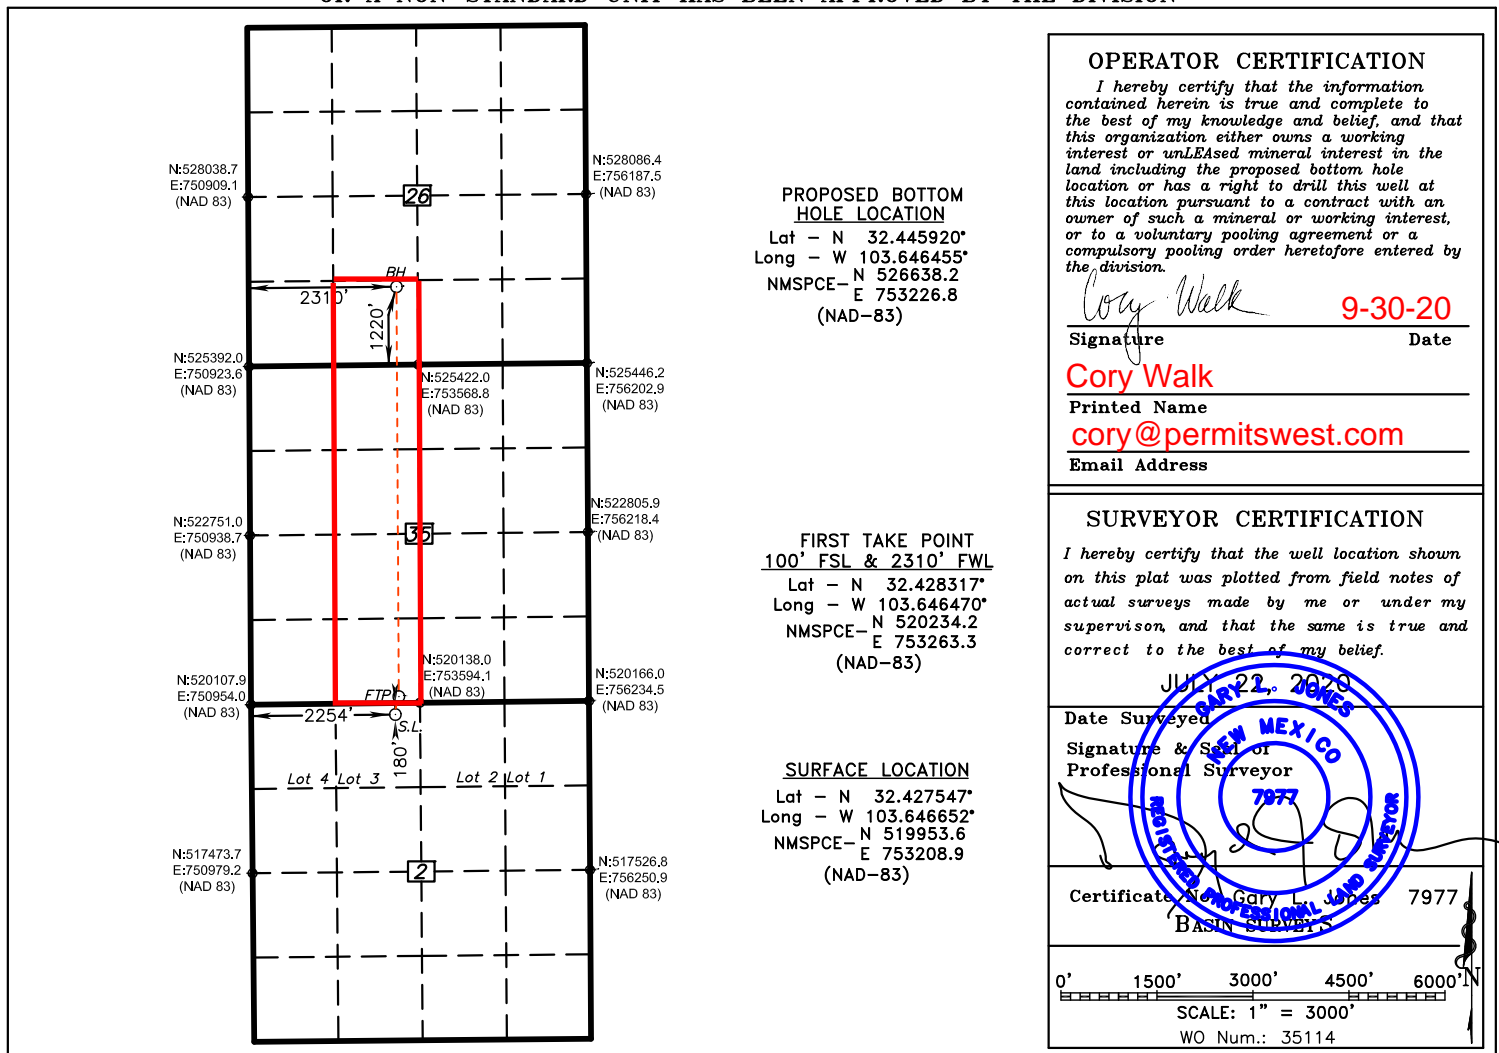 OR A NON-STANDARD UNIT HAS BEEN APPROVED BY THE DIVISION
N:528038.7
E:750909.1
(NAD 83)
N:528086.4
E:756187.5
(NAD 83)
26
BH
2310'
1220'
N:525392.0
E:750923.6
(NAD 83)
N:525422.0
E:753568.8
(NAD 83)
N:525446.2
E:756202.9
(NAD 83)
N:522751.0
E:750938.7
(NAD 83)
35
N:522805.9
E:756218.4
(NAD 83)
N:520107.9
E:750954.0
(NAD 83)
N:520138.0
E:753594.1
(NAD 83)
N:520166.0
E:756234.5
(NAD 83)
FTP
2254'
S.L.
180'
Lot 4 Lot 3 Lot 2 Lot 1
N:517473.7
E:750979.2
(NAD 83)
2
N:517526.8
E:756250.9
(NAD 83)
PROPOSED BOTTOM
HOLE LOCATION
Lat - N 32.445920°
Long - W 103.646455°
NMSPCE- N 526638.2
E 753226.8
(NAD-83)
FIRST TAKE POINT
100' FSL & 2310' FWL
Lat - N 32.428317°
Long - W 103.646470°
NMSPCE- N 520234.2
E 753263.3
(NAD-83)
SURFACE LOCATION
Lat - N 32.427547°
Long - W 103.646652°
NMSPCE- N 519953.6
E 753208.9
(NAD-83)
OPERATOR CERTIFICATION
I hereby certify that the information
contained herein is true and complete to
the best of my knowledge and belief, and that
this organization either owns a working
interest or unLEAsed mineral interest in the
land including the proposed bottom hole
location or has a right to drill this well at
this location pursuant to a contract with an
owner of such a mineral or working interest,
or to a voluntary pooling agreement or a
compulsory pooling order heretofore entered by
the division.
Cory Walk 9-30-20
Signature Date
Cory Walk
Printed Name
cory@permitswest.com
Email Address
SURVEYOR CERTIFICATION
I hereby certify that the well location shown
on this plat was plotted from field notes of
actual surveys made by me or under my
supervison, and that the same is true and
correct to the best of my belief.
JULY 22, 2020
Date Surveyed
Signature & Seal of
Professional Surveyor
GARY L. JONES
NEW MEXICO
7977
REGISTERED PROFESSIONAL LAND SURVEYOR
Certificate No. Gary L. Jones 7977
BASIN SURVEYS
0' 1500' 3000' 4500' 6000'
N
SCALE: 1" = 3000'
WO Num.: 35114